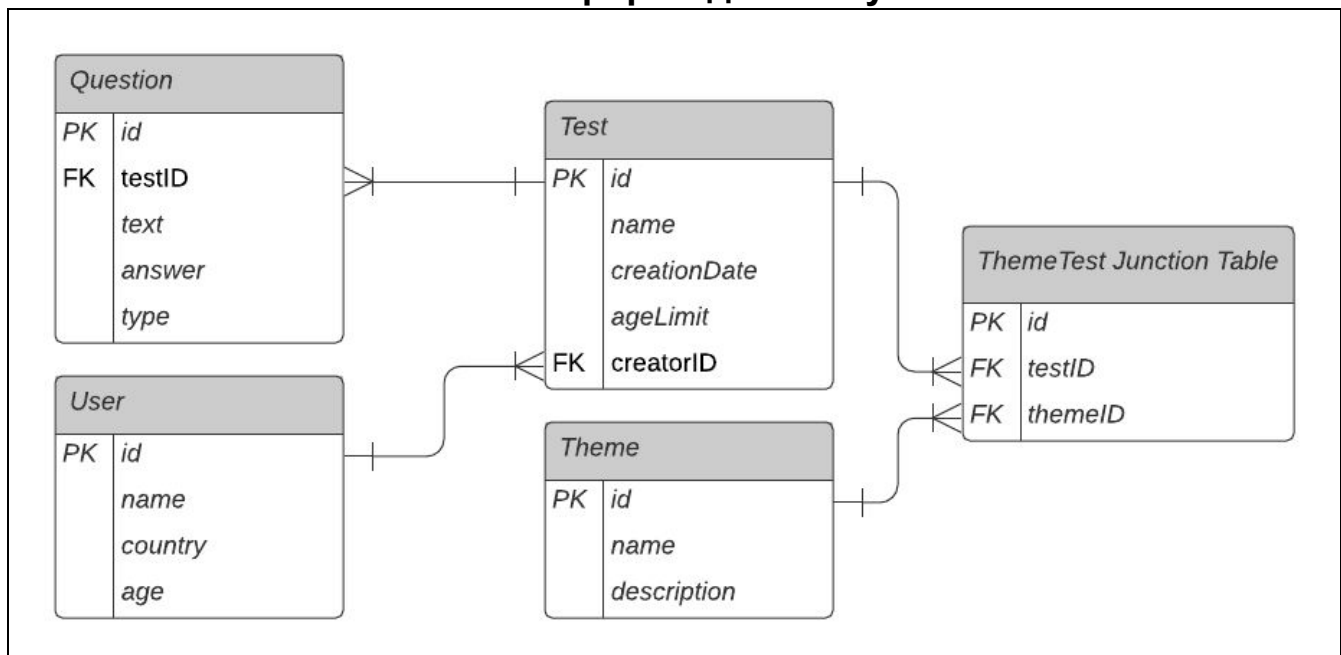 Question
PK id
FK testID
text
answer
type
User
PK id
name
country
age
Test
PK id
name
creationDate
ageLimit
FK creatorID
Theme
PK id
name
description
ThemeTest Junction Table
PK id
FK testID
FK themeID